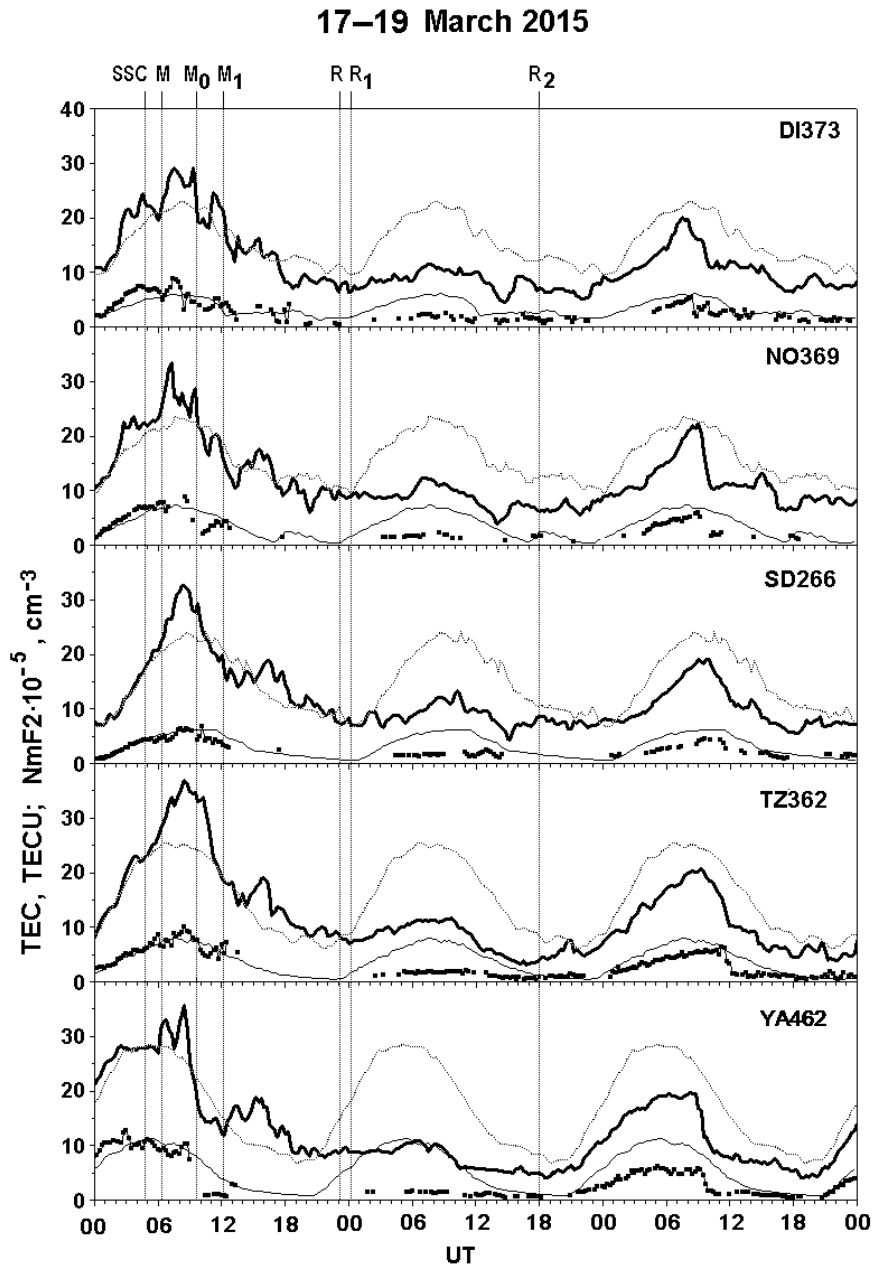 17–19 March 2015
SSC M M0 M1 R R1 R2
40
DI373
30
20
10
0
NO369
30
20
10
0
SD266
30
20
10
0
TZ362
30
20
10
0
YA462
30
20
10
0
00 06 12 18 00 06 12 18 00 06 12 18 00
UT
TEC, TECU; NmF2·10⁻⁵, cm⁻³